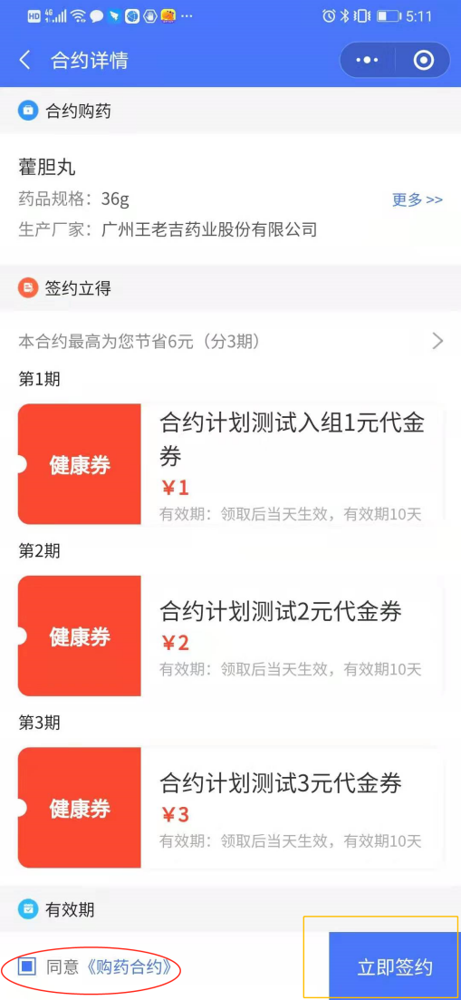 HD 4G 5:11
合约详情
合约购药
藿胆丸
药品规格：36g
更多 >>
生产厂家：广州王老吉药业股份有限公司
签约立得
本合约最高为您节省6元（分3期）
第1期
健康券
合约计划测试入组1元代金
券
￥1
有效期：领取后当天生效，有效期10天
第2期
健康券
合约计划测试2元代金券
￥2
有效期：领取后当天生效，有效期10天
第3期
健康券
合约计划测试3元代金券
￥3
有效期：领取后当天生效，有效期10天
有效期
同意《购药合约》
立即签约